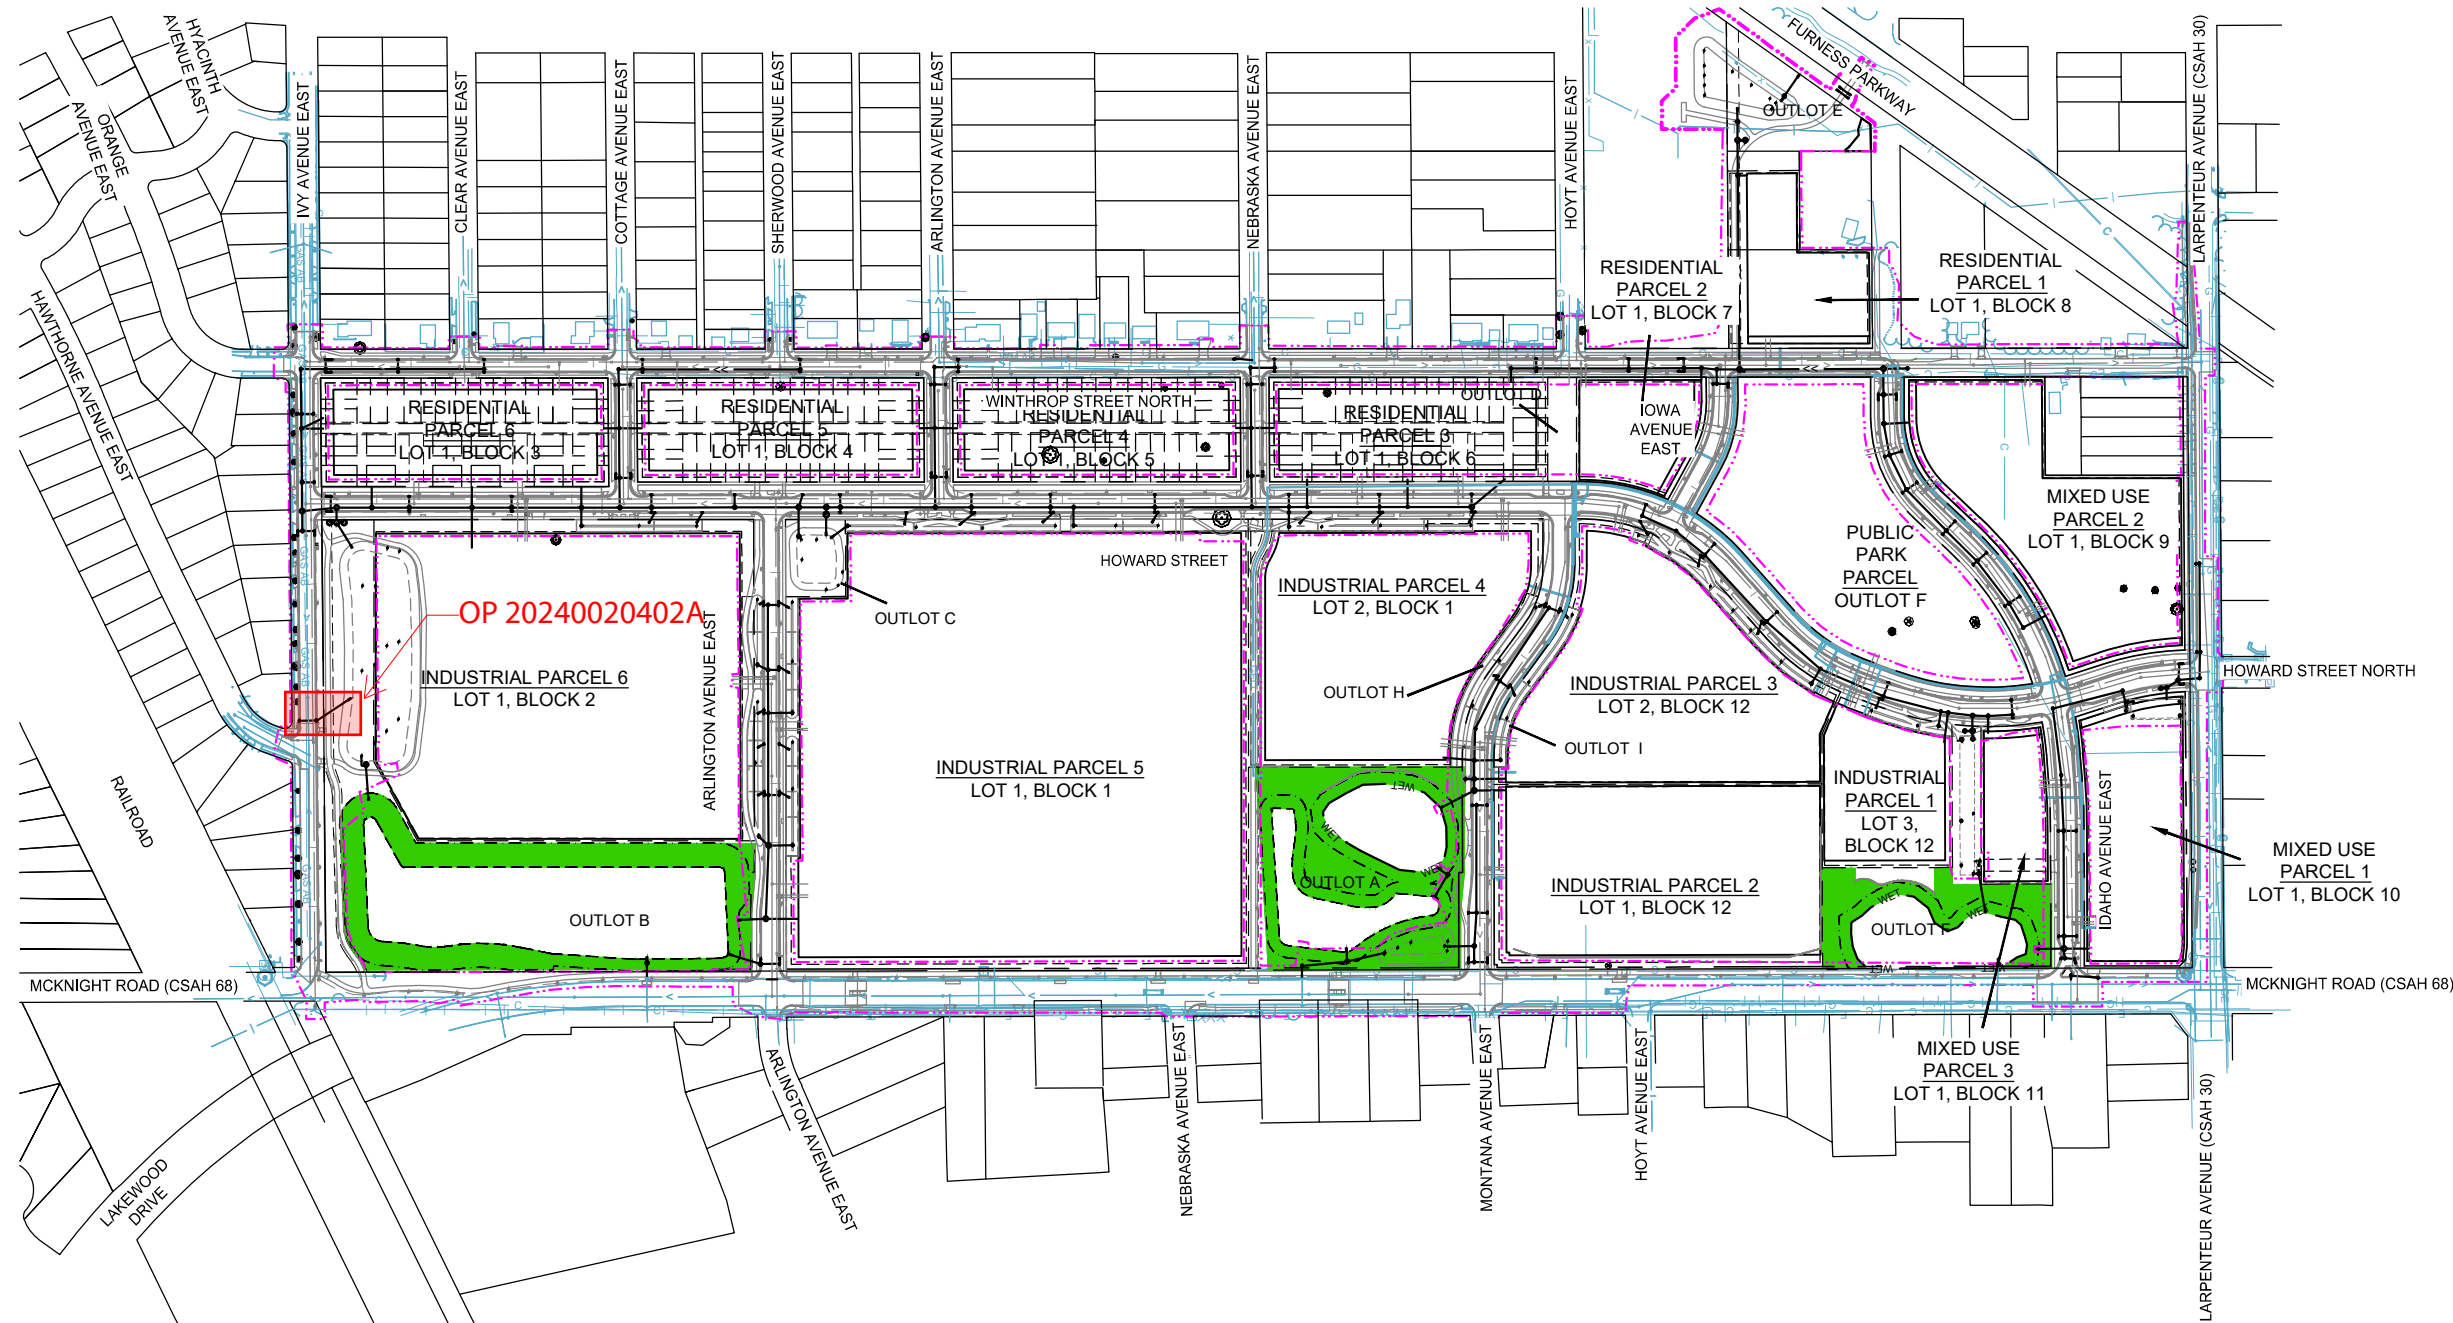 HYACINTH
AVENUE EAST
ORANGE
AVENUE EAST
IVY AVENUE EAST
CLEAR AVENUE EAST
COTTAGE AVENUE EAST
SHERWOOD AVENUE EAST
ARLINGTON AVENUE EAST
NEBRASKA AVENUE EAST
HOYT AVENUE EAST
FURNESS PARKWAY
OUTLOT E
LARPENTEUR AVENUE (CSAH 30)
HAWTHORNE AVENUE EAST
RESIDENTIAL
PARCEL 2
LOT 1, BLOCK 7
RESIDENTIAL
PARCEL 1
LOT 1, BLOCK 8
RESIDENTIAL
PARCEL 6
LOT 1, BLOCK 3
RESIDENTIAL
PARCEL 5
LOT 1, BLOCK 4
WINTHROP STREET NORTH
RESIDENTIAL
PARCEL 4
LOT 1, BLOCK 5
RESIDENTIAL
PARCEL 3
LOT 1, BLOCK 6
OUTLOT D
IOWA
AVENUE
EAST
MIXED USE
PARCEL 2
LOT 1, BLOCK 9
PUBLIC
PARK
PARCEL
OUTLOT F
HOWARD STREET
INDUSTRIAL PARCEL 4
LOT 2, BLOCK 1
OP 20240020402A
OUTLOT C
ARLINGTON AVENUE EAST
INDUSTRIAL PARCEL 6
LOT 1, BLOCK 2
OUTLOT H
INDUSTRIAL PARCEL 3
LOT 2, BLOCK 12
HOWARD STREET NORTH
OUTLOT I
INDUSTRIAL PARCEL 5
LOT 1, BLOCK 1
INDUSTRIAL
PARCEL 1
LOT 3,
BLOCK 12
IDAHO AVENUE EAST
RAILROAD
WET
WET
WET
OUTLOT A
INDUSTRIAL PARCEL 2
LOT 1, BLOCK 12
MIXED USE
PARCEL 1
LOT 1, BLOCK 10
OUTLOT B
WET
WET
WET
WET
MCKNIGHT ROAD (CSAH 68)
MCKNIGHT ROAD (CSAH 68)
MIXED USE
PARCEL 3
LOT 1, BLOCK 11
ARLINGTON AVENUE EAST
NEBRASKA AVENUE EAST
MONTANA AVENUE EAST
HOYT AVENUE EAST
LARPENTEUR AVENUE (CSAH 30)
LAKEWOOD
DRIVE